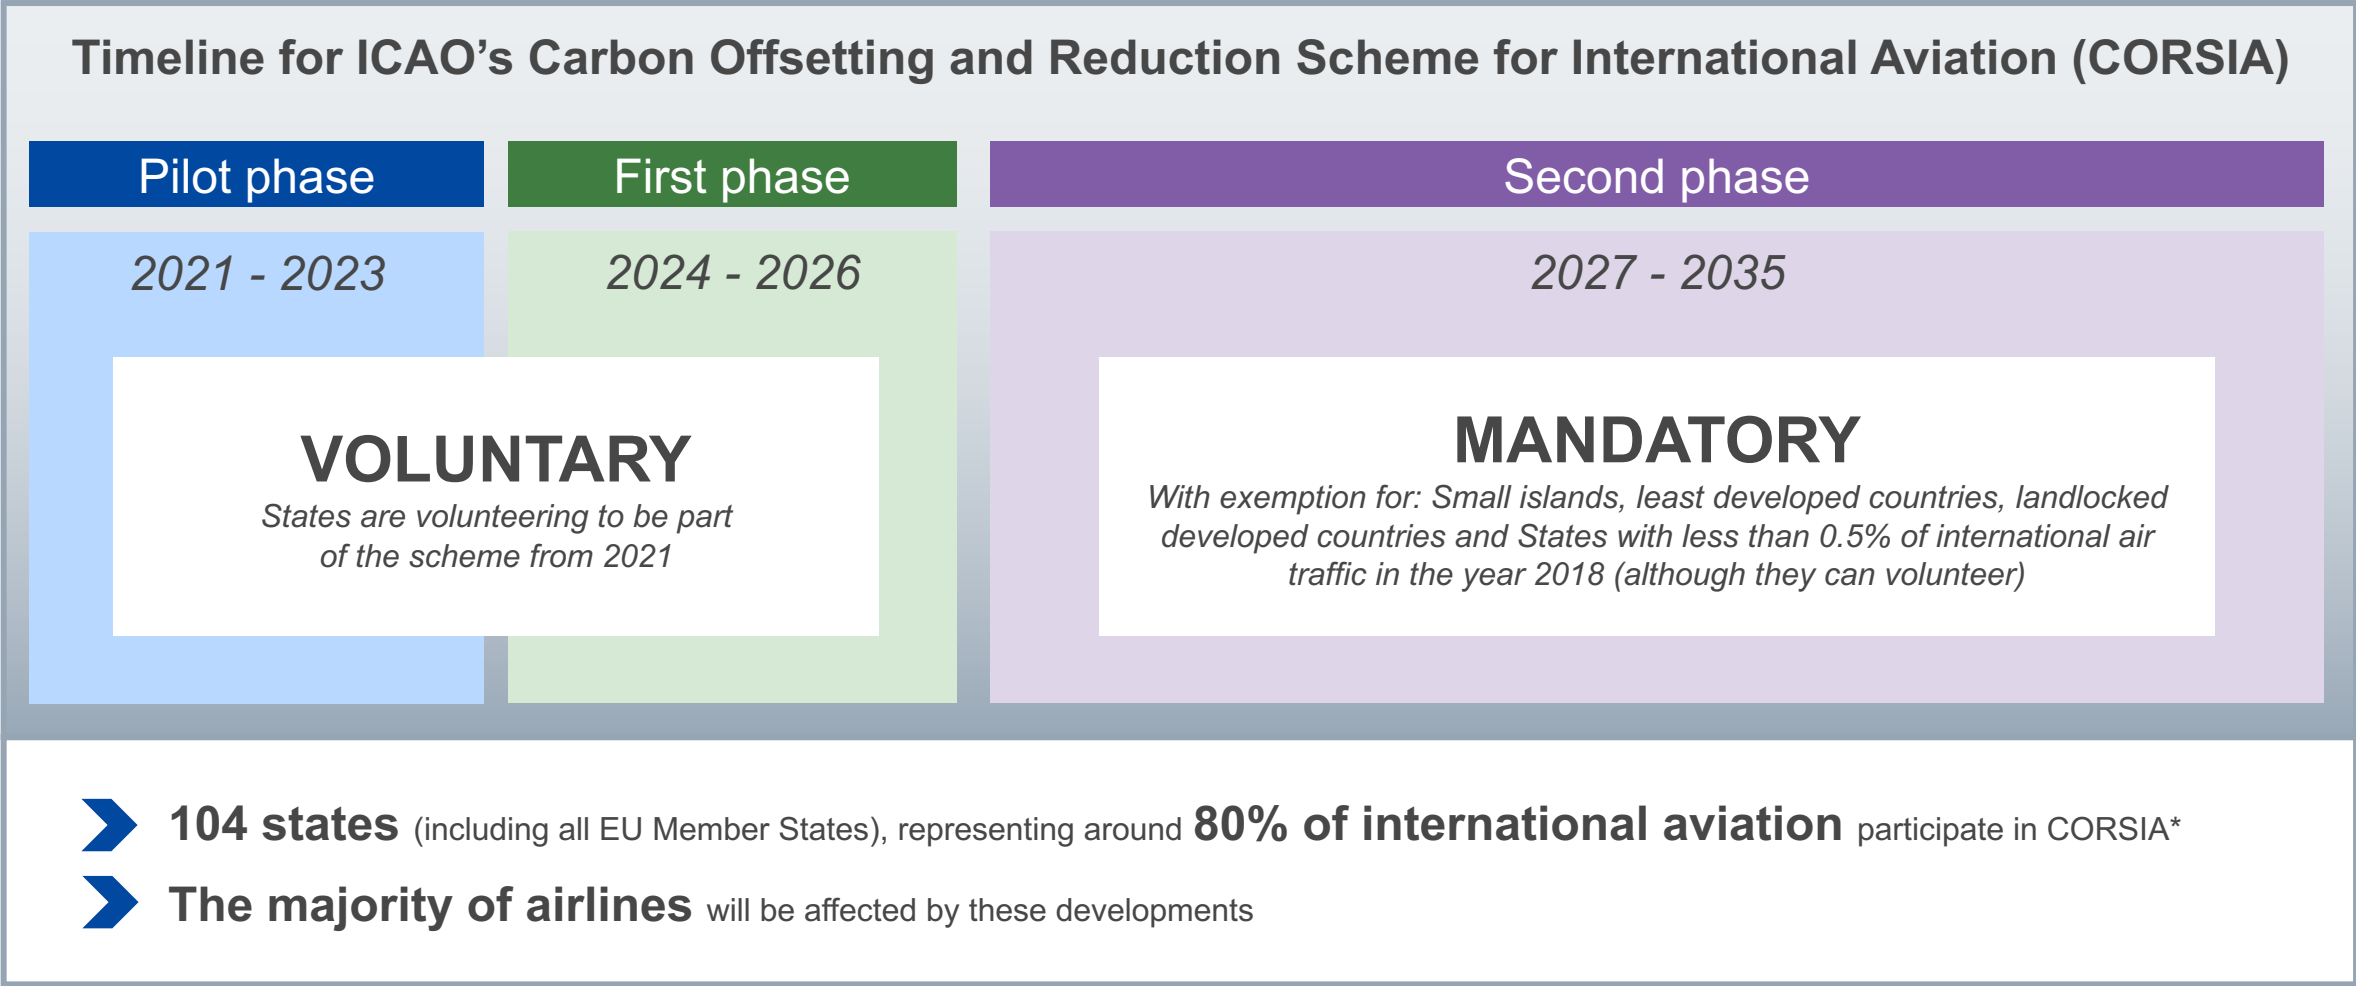 Timeline for ICAO’s Carbon Offsetting and Reduction Scheme for International Aviation (CORSIA)
Pilot phase
First phase
Second phase
2021 - 2023
2024 - 2026
2027 - 2035
VOLUNTARY
States are volunteering to be part
of the scheme from 2021
MANDATORY
With exemption for: Small islands, least developed countries, landlocked
developed countries and States with less than 0.5% of international air
traffic in the year 2018 (although they can volunteer)
104 states (including all EU Member States), representing around 80% of international aviation participate in CORSIA*
The majority of airlines will be affected by these developments